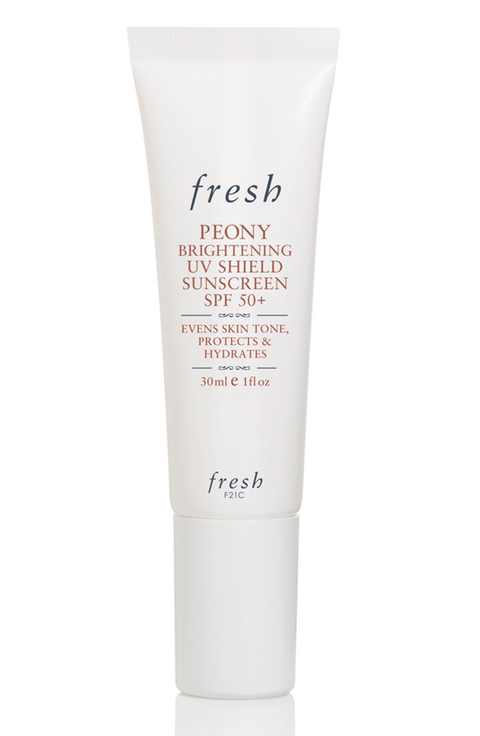 fresh
PEONY
BRIGHTENING
UV SHIELD
SUNSCREEN
SPF 50+
EVENS SKIN TONE,
PROTECTS &
HYDRATES
30ml e 1fl oz
fresh
F21C